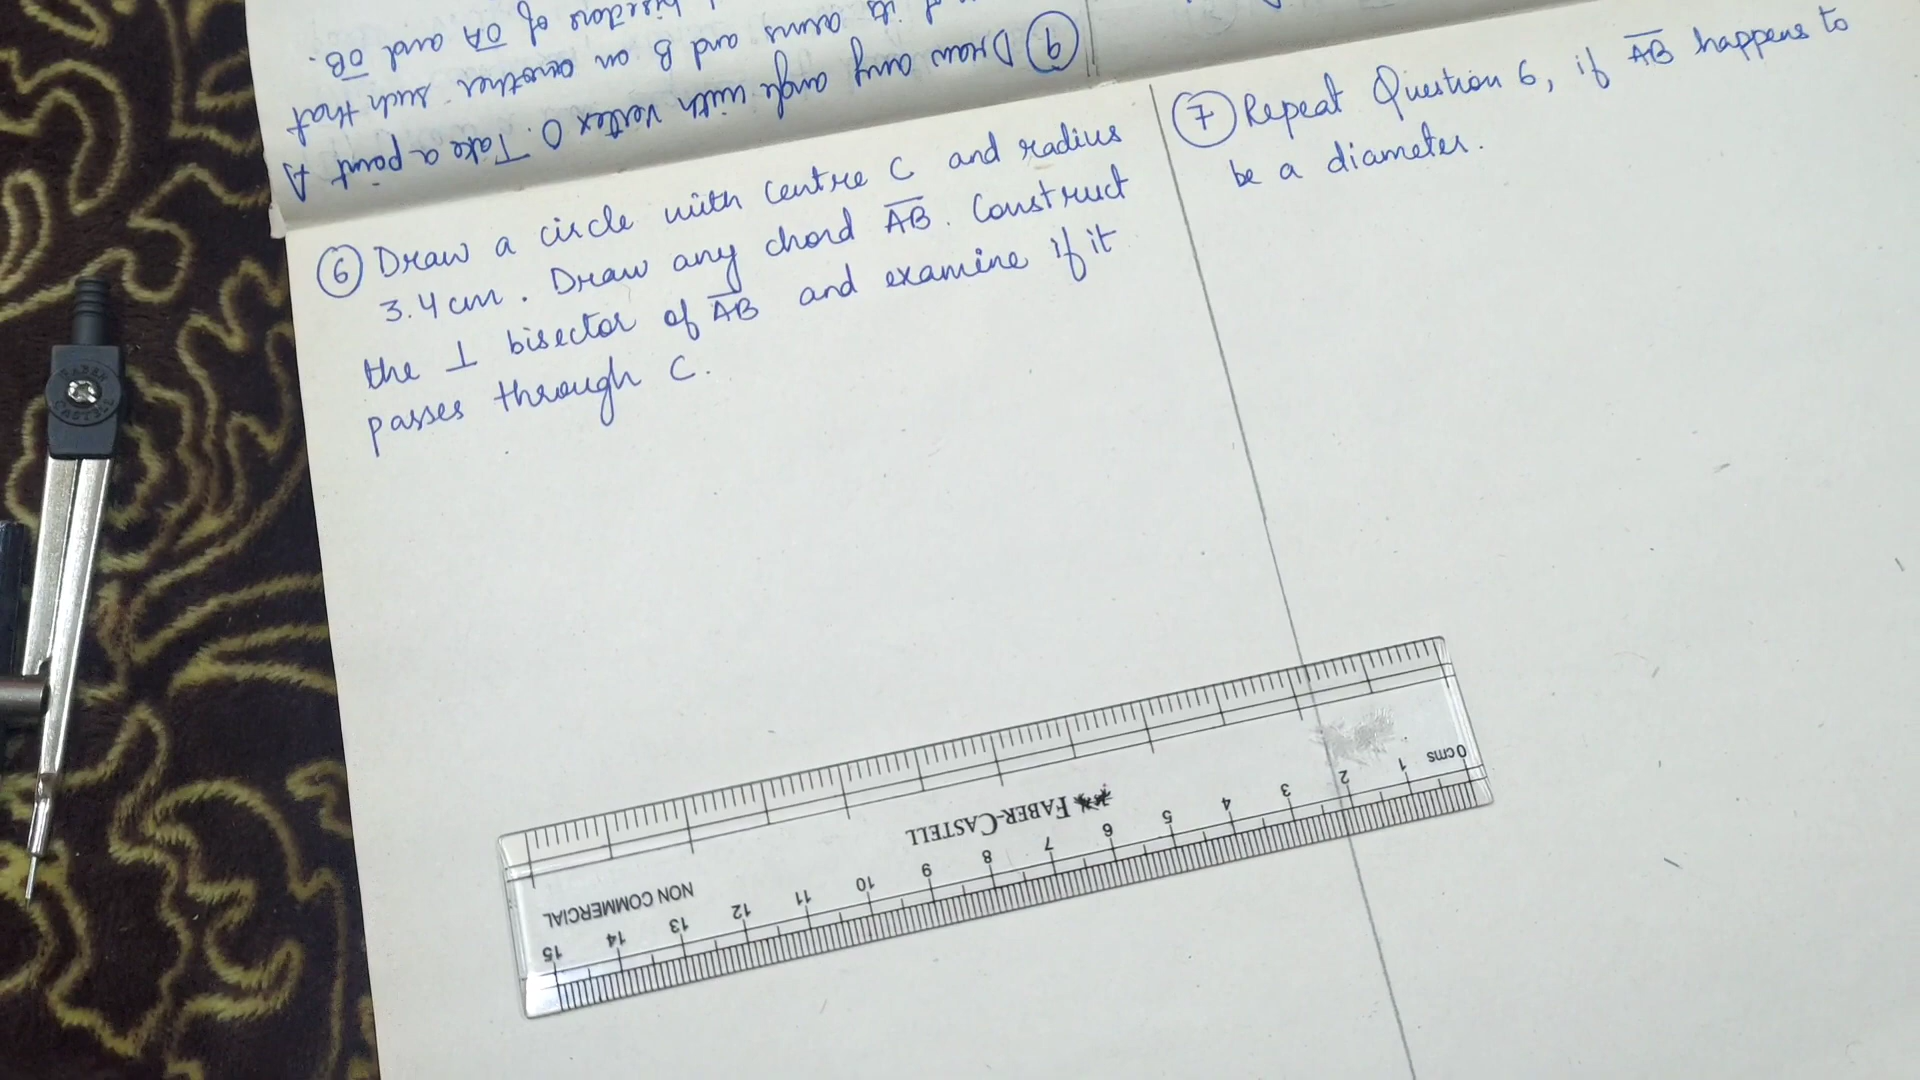 ⑨ Draw any angle with vertex O. Take a point A
its arms and B on another such that
bisectors of OA and OB.
⑥ Draw a circle with centre C and radius
3.4 cm. Draw any chord AB. Construct
the ⊥ bisector of AB and examine if it
passes through C.
⑦ Repeat Question 6, if AB happens to
be a diameter.
FABER-CASTELL
NON COMMERCIAL
0 cms 1 2 3 4 5 6 7 8 9 10 11 12 13 14 15
FABER
CASTELL